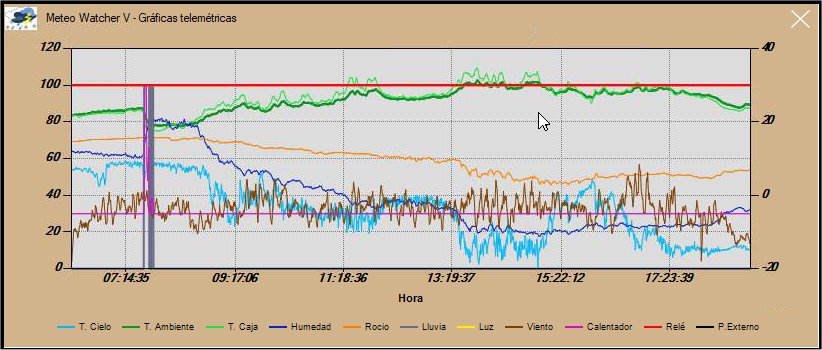 Meteo Watcher V - Gráficas telemétricas
120 40
100
80 20
60
40 0
20
0 -20
07:14:35 09:17:06 11:18:36 13:19:37 15:22:12 17:23:39
Hora
T. Cielo T. Ambiente T. Caja Humedad Rocio Lluvia Luz Viento Calentador Relé P.Externo